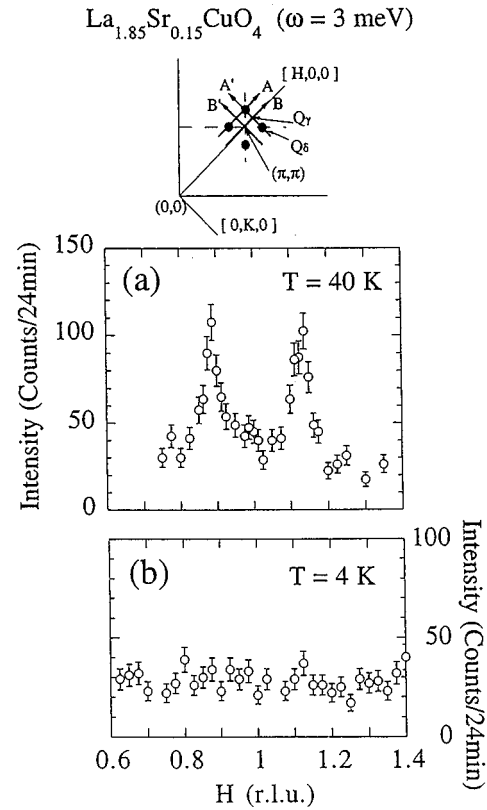 La1.85Sr0.15CuO4 (ω = 3 meV)
[H,0,0]
A' A
B' B
Qγ
Qδ
(π,π)
(0,0)
[0,K,0]
150
100
50
0
Intensity (Counts/24min)
(a) T = 40 K
(b) T = 4 K
100
50
0
Intensity (Counts/24min)
0.6 0.8 1 1.2 1.4
H (r.l.u.)